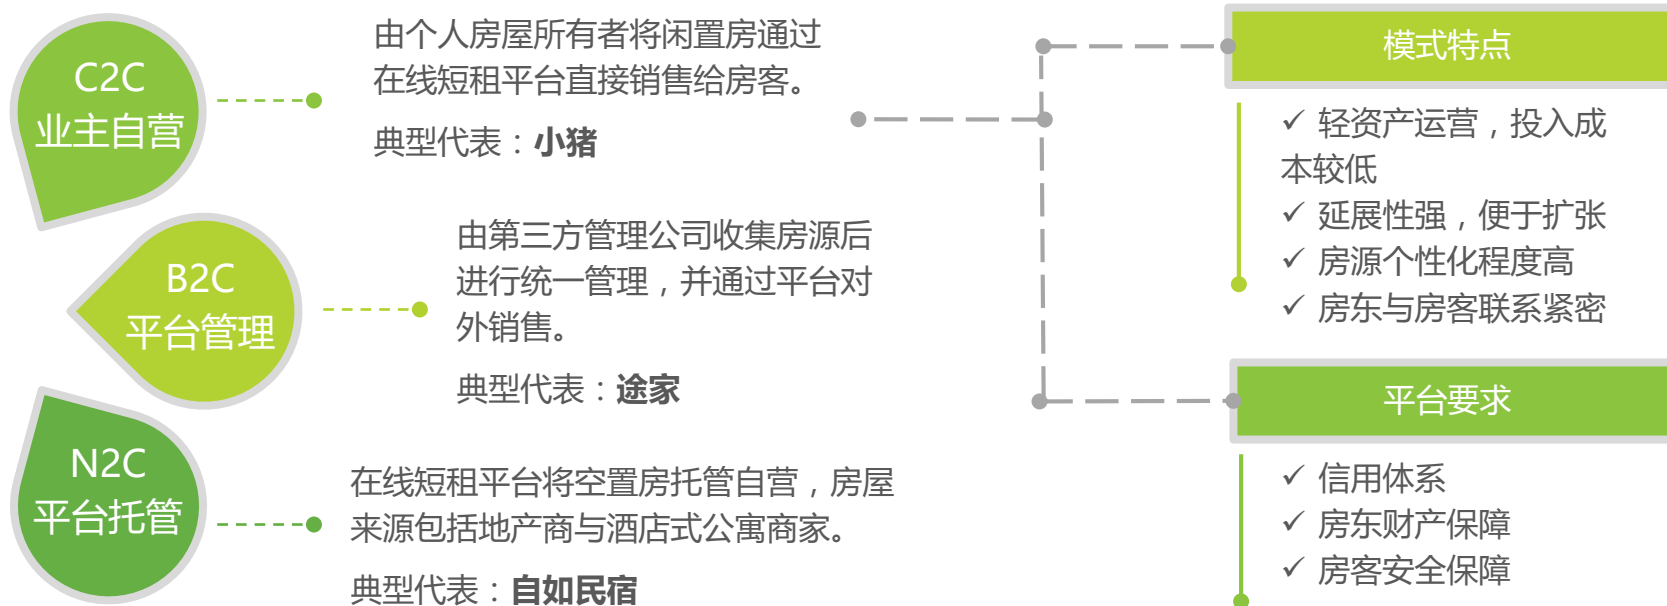 C2C
业主自营
由个人房屋所有者将闲置房通过
在线短租平台直接销售给房客。
典型代表：小猪
B2C
平台管理
由第三方管理公司收集房源后
进行统一管理，并通过平台对
外销售。
典型代表：途家
N2C
平台托管
在线短租平台将空置房托管自营，房屋
来源包括地产商与酒店式公寓商家。
典型代表：自如民宿
模式特点
✓ 轻资产运营，投入成
本较低
✓ 延展性强，便于扩张
✓ 房源个性化程度高
✓ 房东与房客联系紧密
平台要求
✓ 信用体系
✓ 房东财产保障
✓ 房客安全保障